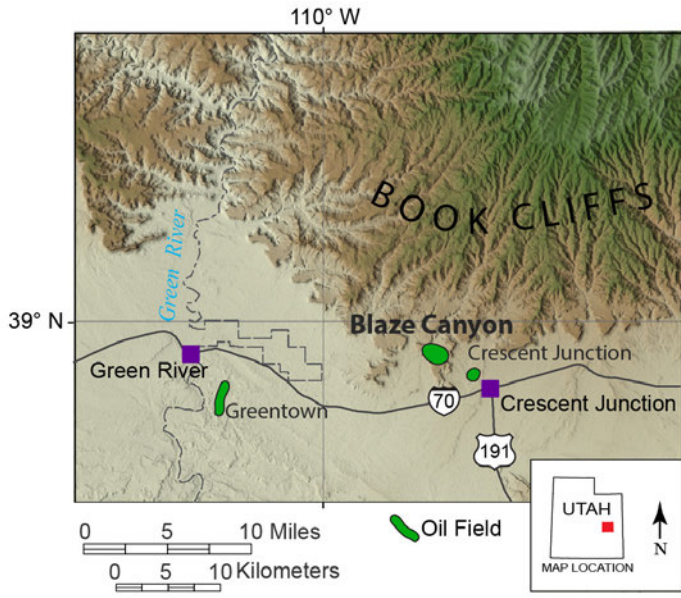 110° W
BOOK CLIFFS
Green River
39° N
Blaze Canyon
Crescent Junction
Green River
70
Crescent Junction
Greentown
191
UTAH
MAP LOCATION
N
Oil Field
0 5 10 Miles
0 5 10 Kilometers